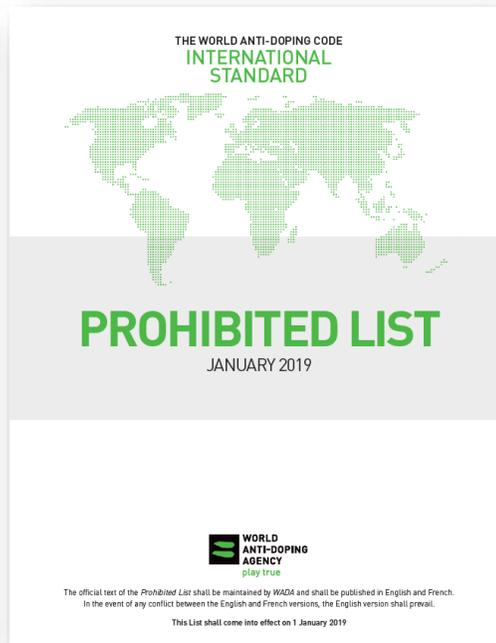 THE WORLD ANTI-DOPING CODE
INTERNATIONAL
STANDARD
PROHIBITED LIST
JANUARY 2019
WORLD
ANTI-DOPING
AGENCY
play true
The official text of the Prohibited List shall be maintained by WADA and shall be published in English and French.
In the event of any conflict between the English and French versions, the English version shall prevail.
This List shall come into effect on 1 January 2019